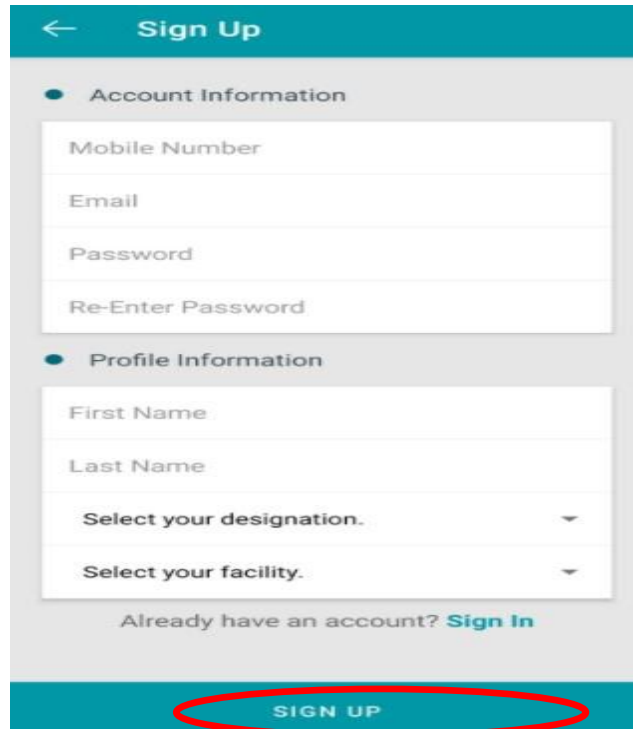 Sign Up
Account Information
Mobile Number
Email
Password
Re-Enter Password
Profile Information
First Name
Last Name
Select your designation.
Select your facility.
Already have an account? Sign In
SIGN UP